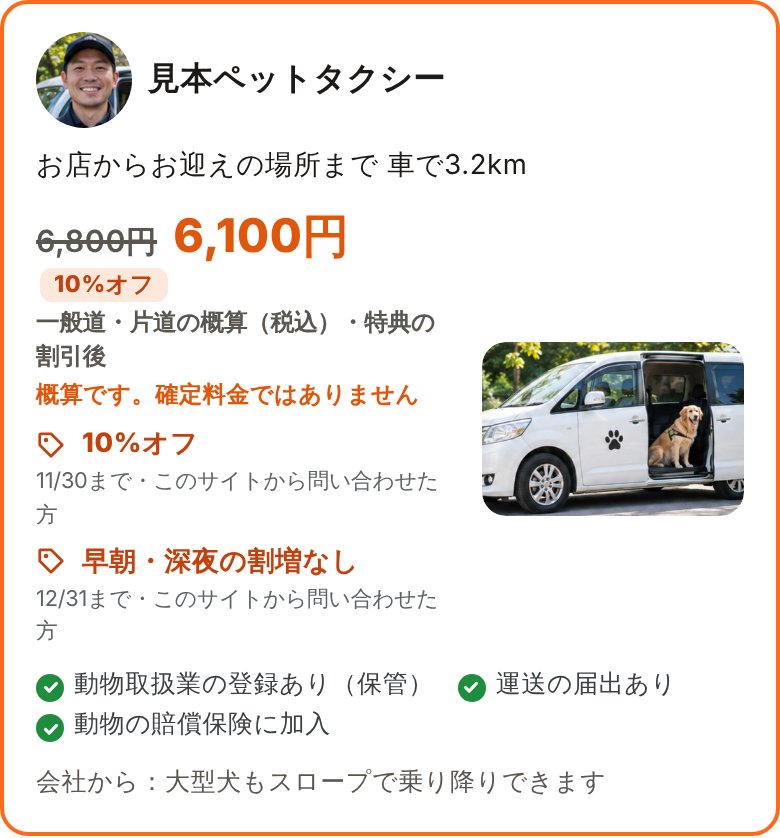 見本ペットタクシー
お店からお迎えの場所まで 車で3.2km
6,800円 6,100円
10%オフ
一般道・片道の概算（税込）・特典の
割引後
概算です。確定料金ではありません
10%オフ
11/30まで・このサイトから問い合わせた
方
早朝・深夜の割増なし
12/31まで・このサイトから問い合わせた
方
動物取扱業の登録あり（保管） 運送の届出あり
動物の賠償保険に加入
会社から：大型犬もスロープで乗り降りできます